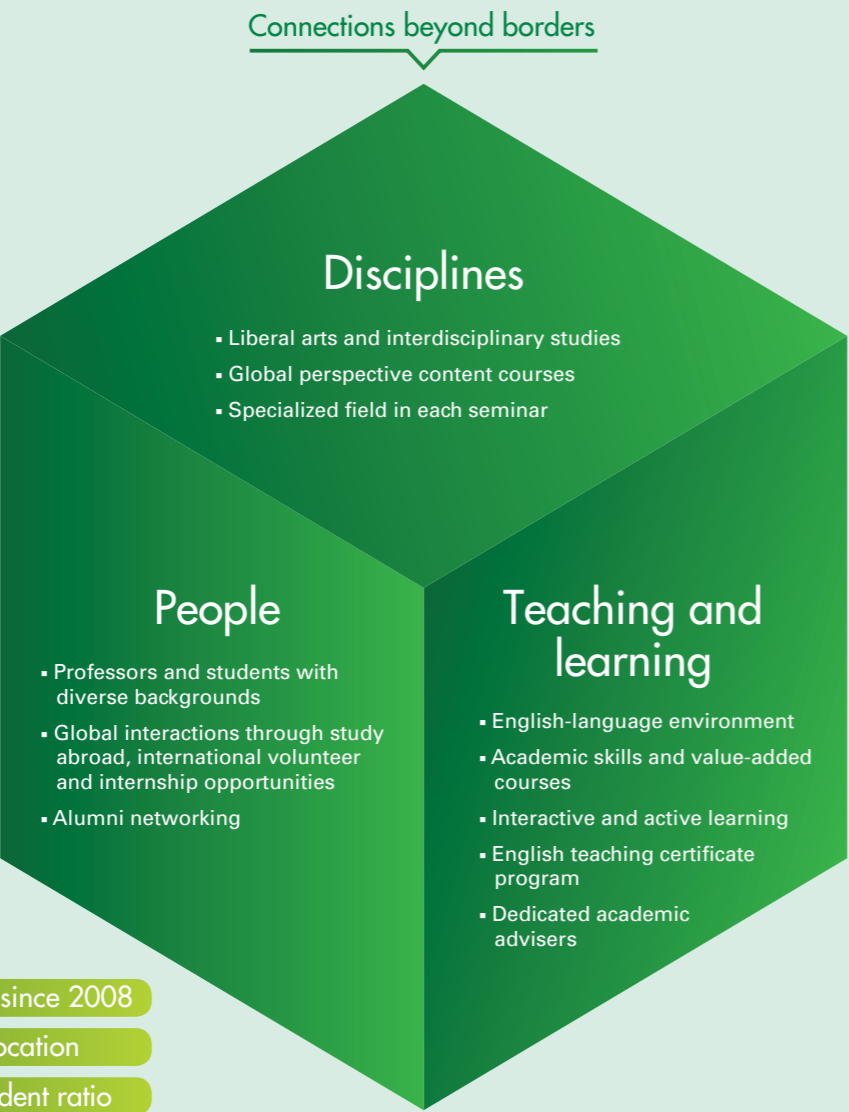 Connections beyond borders
Disciplines
▪ Liberal arts and interdisciplinary studies
▪ Global perspective content courses
▪ Specialized field in each seminar
People
▪ Professors and students with
diverse backgrounds
▪ Global interactions through study
abroad, international volunteer
and internship opportunities
▪ Alumni networking
Teaching and
learning
▪ English-language environment
▪ Academic skills and value-added
courses
▪ Interactive and active learning
▪ English teaching certificate
program
▪ Dedicated academic
advisers
since 2008
ratio